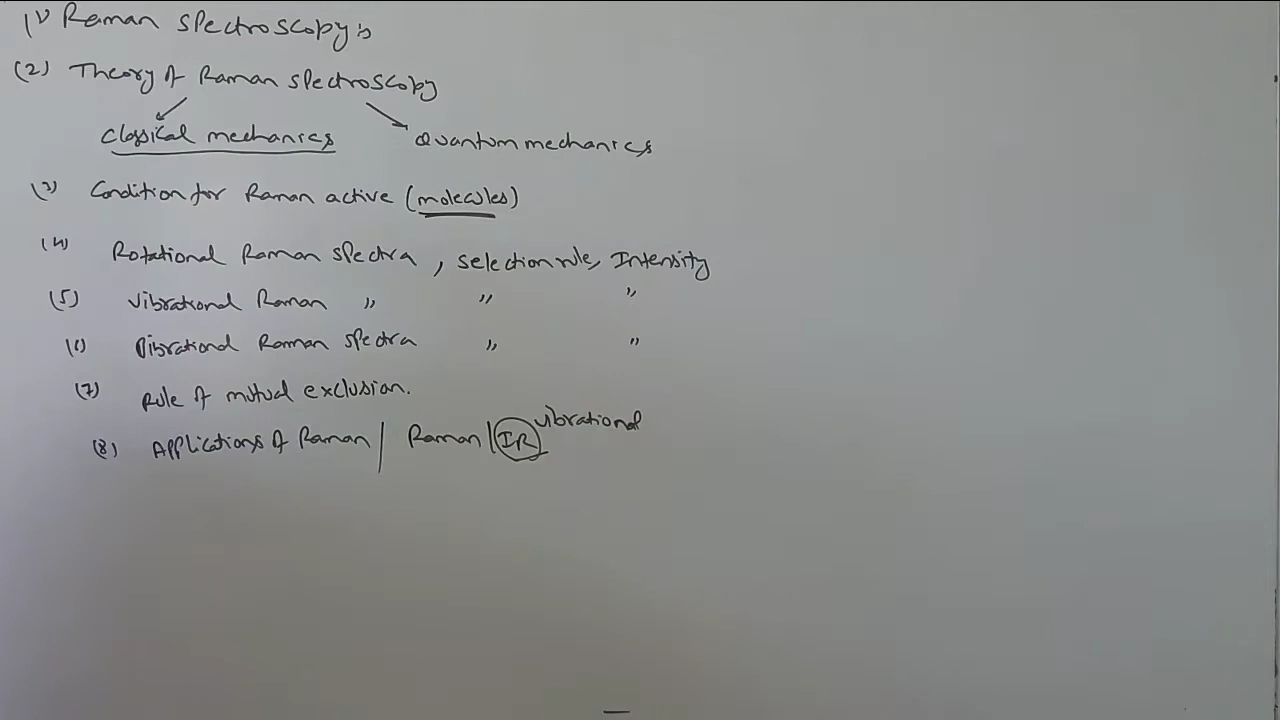 (1) Raman spectroscopy:
(2) Theory of Raman spectroscopy
classical mechanics Quantum mechanics
(3) Condition for Raman active (molecules)
(4) Rotational Raman spectra, selection rule, Intensity
(5) Vibrational Raman " " "
(6) Vibrational Raman spectra " "
(7) Rule of mutual exclusion.
(8) Applications of Raman / Raman | IR vibrational